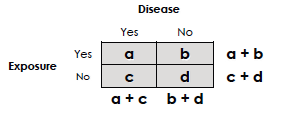 Disease
Yes No
Yes a b a + b
Exposure
No c d c + d
a + c b + d